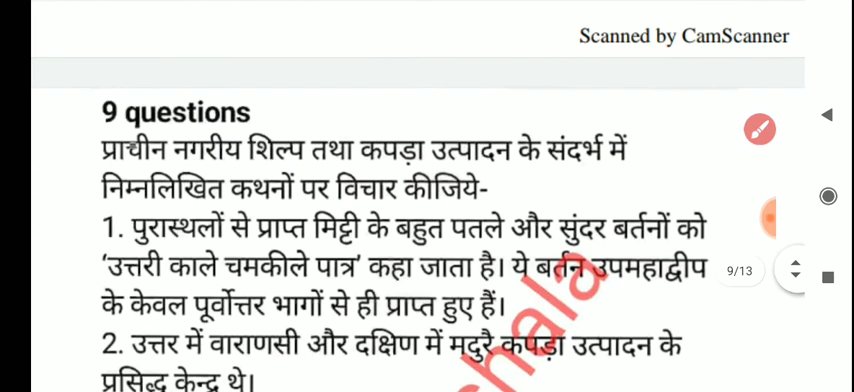 Scanned by CamScanner
9 questions
प्राचीन नगरीय शिल्प तथा कपड़ा उत्पादन के संदर्भ में
निम्नलिखित कथनों पर विचार कीजिये-
1. पुरास्थलों से प्राप्त मिट्टी के बहुत पतले और सुंदर बर्तनों को
'उत्तरी काले चमकीले पात्र' कहा जाता है। ये बर्तन उपमहाद्वीप
9/13
के केवल पूर्वोत्तर भागों से ही प्राप्त हुए हैं।
2. उत्तर में वाराणसी और दक्षिण में मदुरै कपड़ा उत्पादन के
प्रसिद्ध केन्द्र थे।